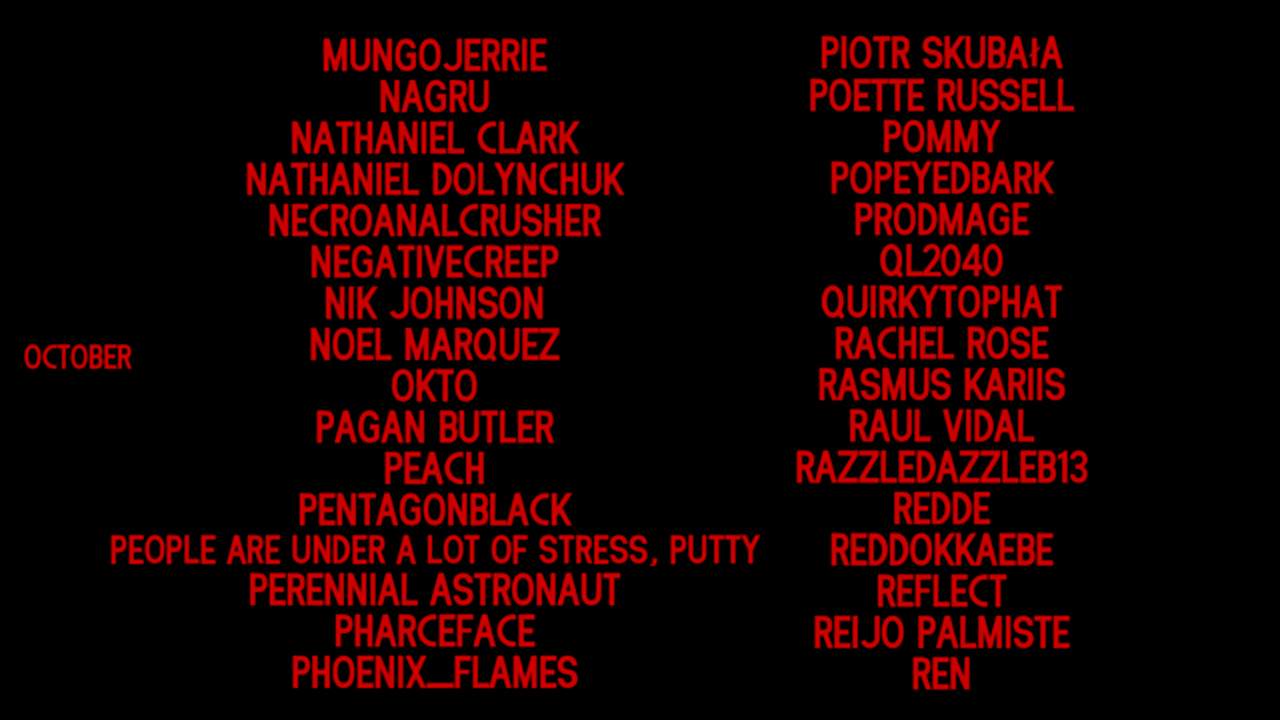 OCTOBER
MUNGOJERRIE
NAGRU
NATHANIEL CLARK
NATHANIEL DOLYNCHUK
NECROANALCRUSHER
NEGATIVECREEP
NIK JOHNSON
NOEL MARQUEZ
OKTO
PAGAN BUTLER
PEACH
PENTAGONBLACK
PEOPLE ARE UNDER A LOT OF STRESS, PUTTY
PERENNIAL ASTRONAUT
PHARCEFACE
PHOENIX_FLAMES
PIOTR SKUBAłA
POETTE RUSSELL
POMMY
POPEYEDBARK
PRODMAGE
QL2040
QUIRKYTOPHAT
RACHEL ROSE
RASMUS KARIIS
RAUL VIDAL
RAZZLEDAZZLEB13
REDDE
REDDOKKAEBE
REFLECT
REIJO PALMISTE
REN